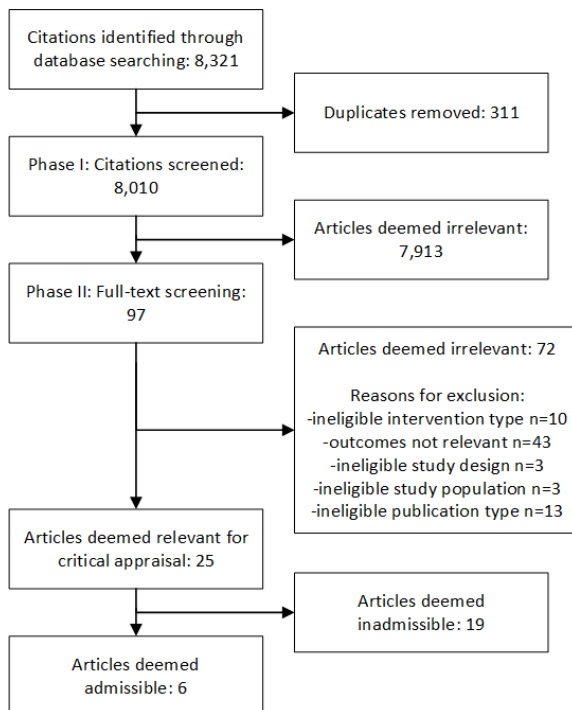 Citations identified through
database searching: 8,321
Duplicates removed: 311
Phase I: Citations screened:
8,010
Articles deemed irrelevant:
7,913
Phase II: Full-text screening:
97
Articles deemed irrelevant: 72
Reasons for exclusion:
-ineligible intervention type n=10
-outcomes not relevant n=43
-ineligible study design n=3
-ineligible study population n=3
-ineligible publication type n=13
Articles deemed relevant for
critical appraisal: 25
Articles deemed
inadmissible: 19
Articles deemed
admissible: 6